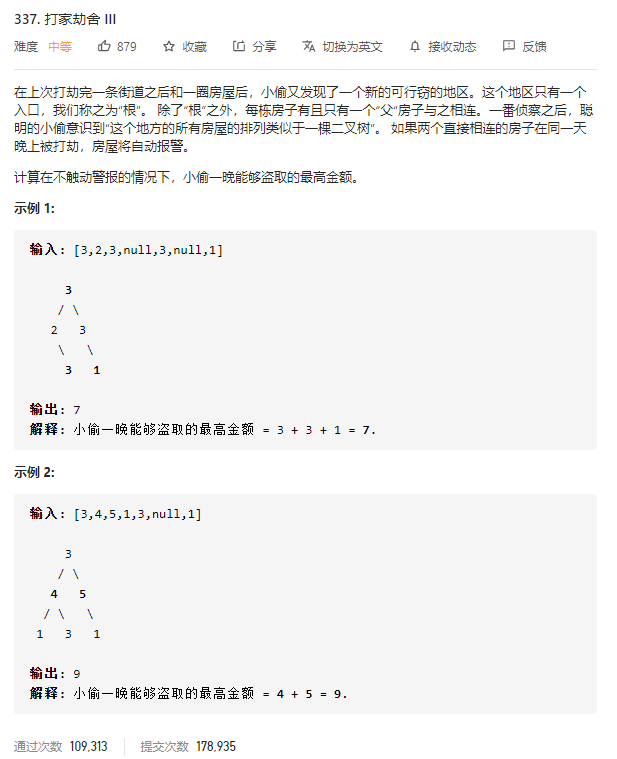 337. 打家劫舍 III
难度 中等 879 收藏 分享 切换为英文 接收动态 反馈
在上次打劫完一条街道之后和一圈房屋后，小偷又发现了一个新的可行窃的地区。这个地区只有一个
入口，我们称之为“根”。 除了“根”之外，每栋房子有且只有一个“父“房子与之相连。一番侦察之后，聪
明的小偷意识到“这个地方的所有房屋的排列类似于一棵二叉树”。 如果两个直接相连的房子在同一天
晚上被打劫，房屋将自动报警。
计算在不触动警报的情况下，小偷一晚能够盗取的最高金额。
示例 1:
输入: [3,2,3,null,3,null,1]
3
/ \
2 3
\ \
3 1
输出: 7
解释: 小偷一晚能够盗取的最高金额 = 3 + 3 + 1 = 7.
示例 2:
输入: [3,4,5,1,3,null,1]
3
/ \
4 5
/ \ \
1 3 1
输出: 9
解释: 小偷一晚能够盗取的最高金额 = 4 + 5 = 9.
通过次数 109,313 提交次数 178,935